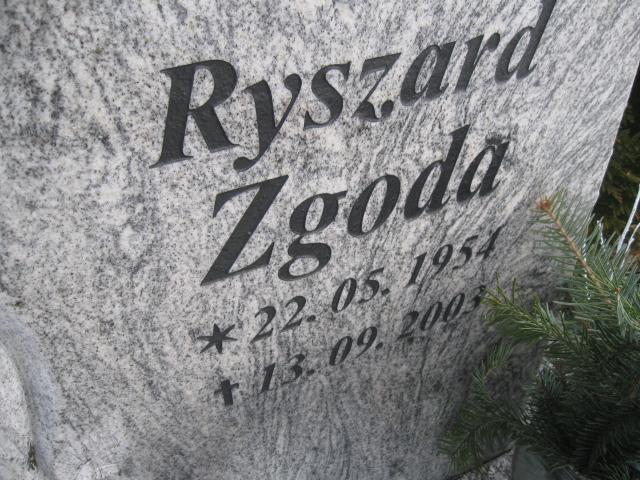 Ryszard
Zgoda
* 22. 05. 1954
✝ 13. 09. 2003